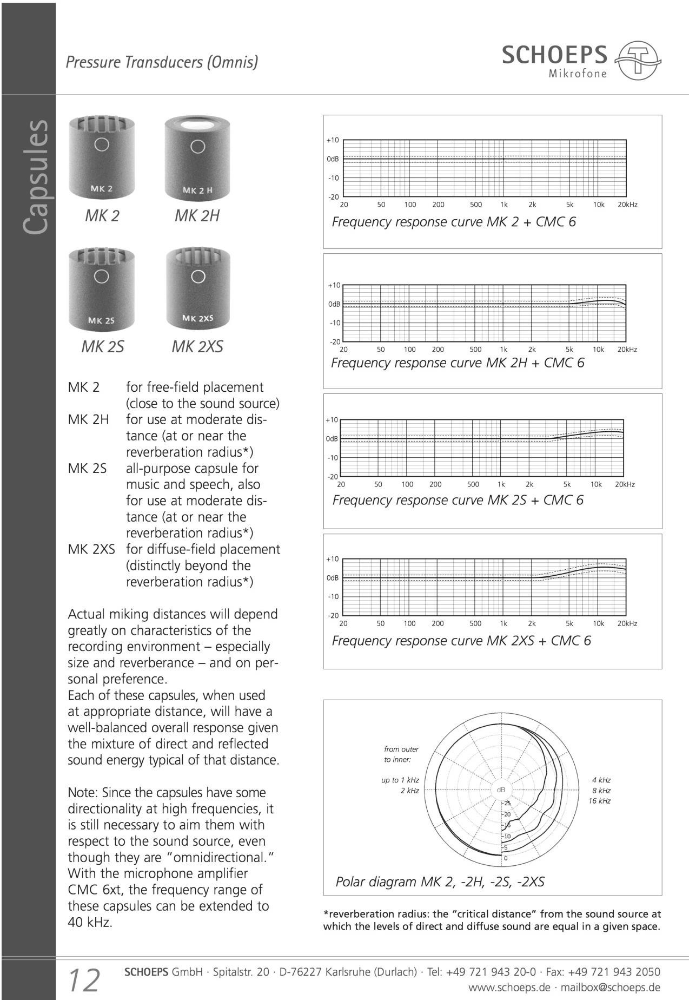 Pressure Transducers (Omnis)
SCHOEPS
Mikrofone
Capsules
MK 2
MK 2 H
MK 2
MK 2H
MK 2S
MK 2XS
MK 2S
MK 2XS
MK 2 for free-field placement
(close to the sound source)
MK 2H for use at moderate dis-
tance (at or near the
reverberation radius*)
MK 2S all-purpose capsule for
music and speech, also
for use at moderate dis-
tance (at or near the
reverberation radius*)
MK 2XS for diffuse-field placement
(distinctly beyond the
reverberation radius*)
Actual miking distances will depend
greatly on characteristics of the
recording environment – especially
size and reverberance – and on per-
sonal preference.
Each of these capsules, when used
at appropriate distance, will have a
well-balanced overall response given
the mixture of direct and reflected
sound energy typical of that distance.
Note: Since the capsules have some
directionality at high frequencies, it
is still necessary to aim them with
respect to the sound source, even
though they are ”omnidirectional.”
With the microphone amplifier
CMC 6xt, the frequency range of
these capsules can be extended to
40 kHz.
+10
0dB
-10
-20
20 50 100 200 500 1k 2k 5k 10k 20kHz
Frequency response curve MK 2 + CMC 6
+10
0dB
-10
-20
20 50 100 200 500 1k 2k 5k 10k 20kHz
Frequency response curve MK 2H + CMC 6
+10
0dB
-10
-20
20 50 100 200 500 1k 2k 5k 10k 20kHz
Frequency response curve MK 2S + CMC 6
+10
0dB
-10
-20
20 50 100 200 500 1k 2k 5k 10k 20kHz
Frequency response curve MK 2XS + CMC 6
from outer
to inner:
up to 1 kHz
2 kHz
4 kHz
8 kHz
16 kHz
dB
-25
-20
-15
-10
-5
0
Polar diagram MK 2, -2H, -2S, -2XS
*reverberation radius: the ”critical distance” from the sound source at
which the levels of direct and diffuse sound are equal in a given space.
12
SCHOEPS GmbH · Spitalstr. 20 · D-76227 Karlsruhe (Durlach) · Tel: +49 721 943 20-0 · Fax: +49 721 943 2050
www.schoeps.de · mailbox@schoeps.de